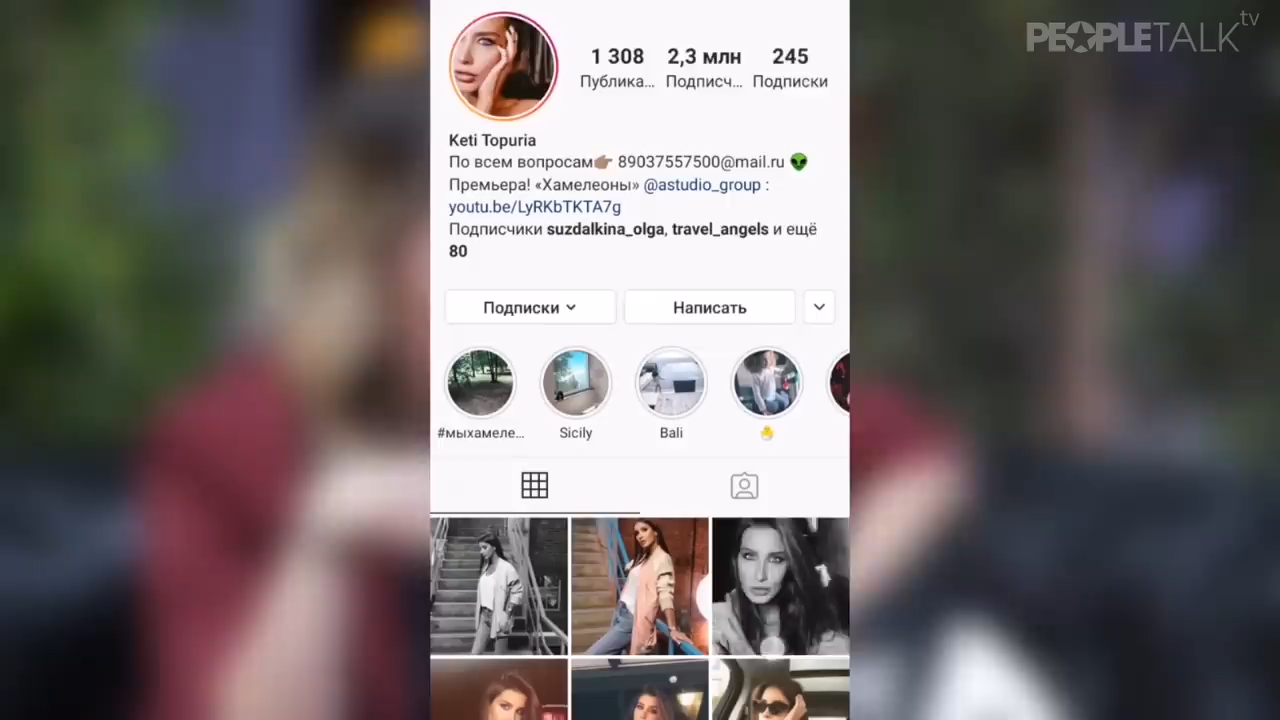 PEOPLETALK tv
1 308 2,3 млн 245
Публика... Подписч... Подписки
Keti Topuria
По всем вопросам👉🏽 89037557500@mail.ru 👽
Премьера! «Хамелеоны» @astudio_group :
youtu.be/LyRKbTKTA7g
Подписчики suzdalkina_olga, travel_angels и ещё
80
Подписки Написать
#мыхамеле... Sicily Bali 🐣